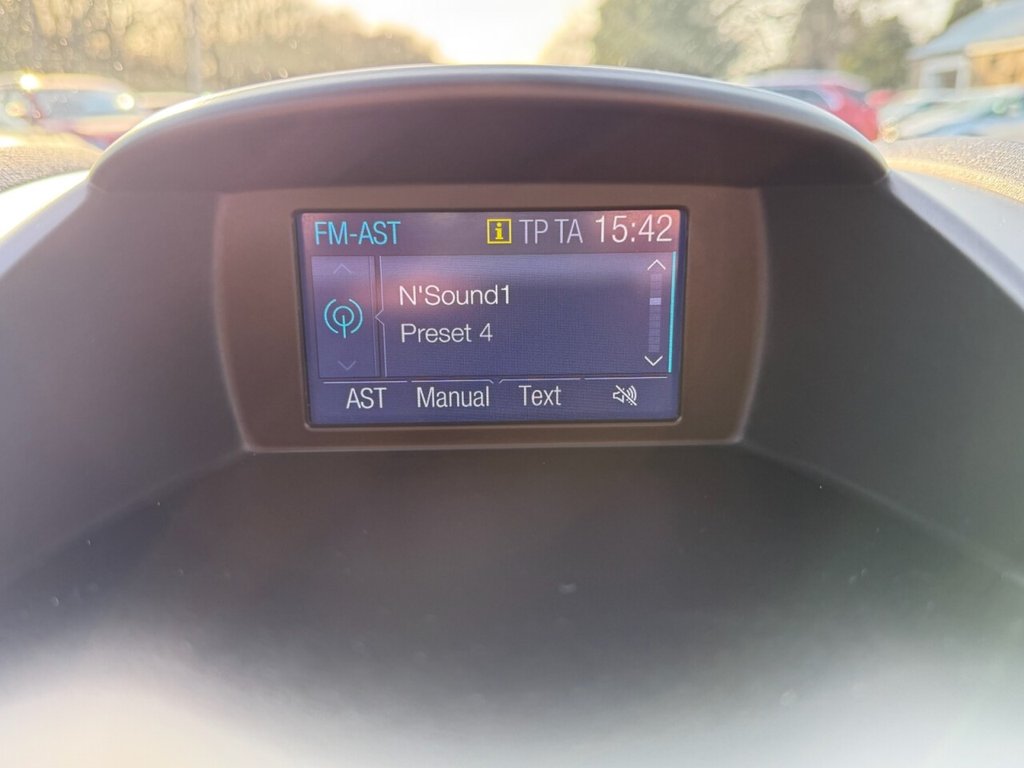 FM-AST i TP TA 15:42
N'Sound1
Preset 4
AST Manual Text